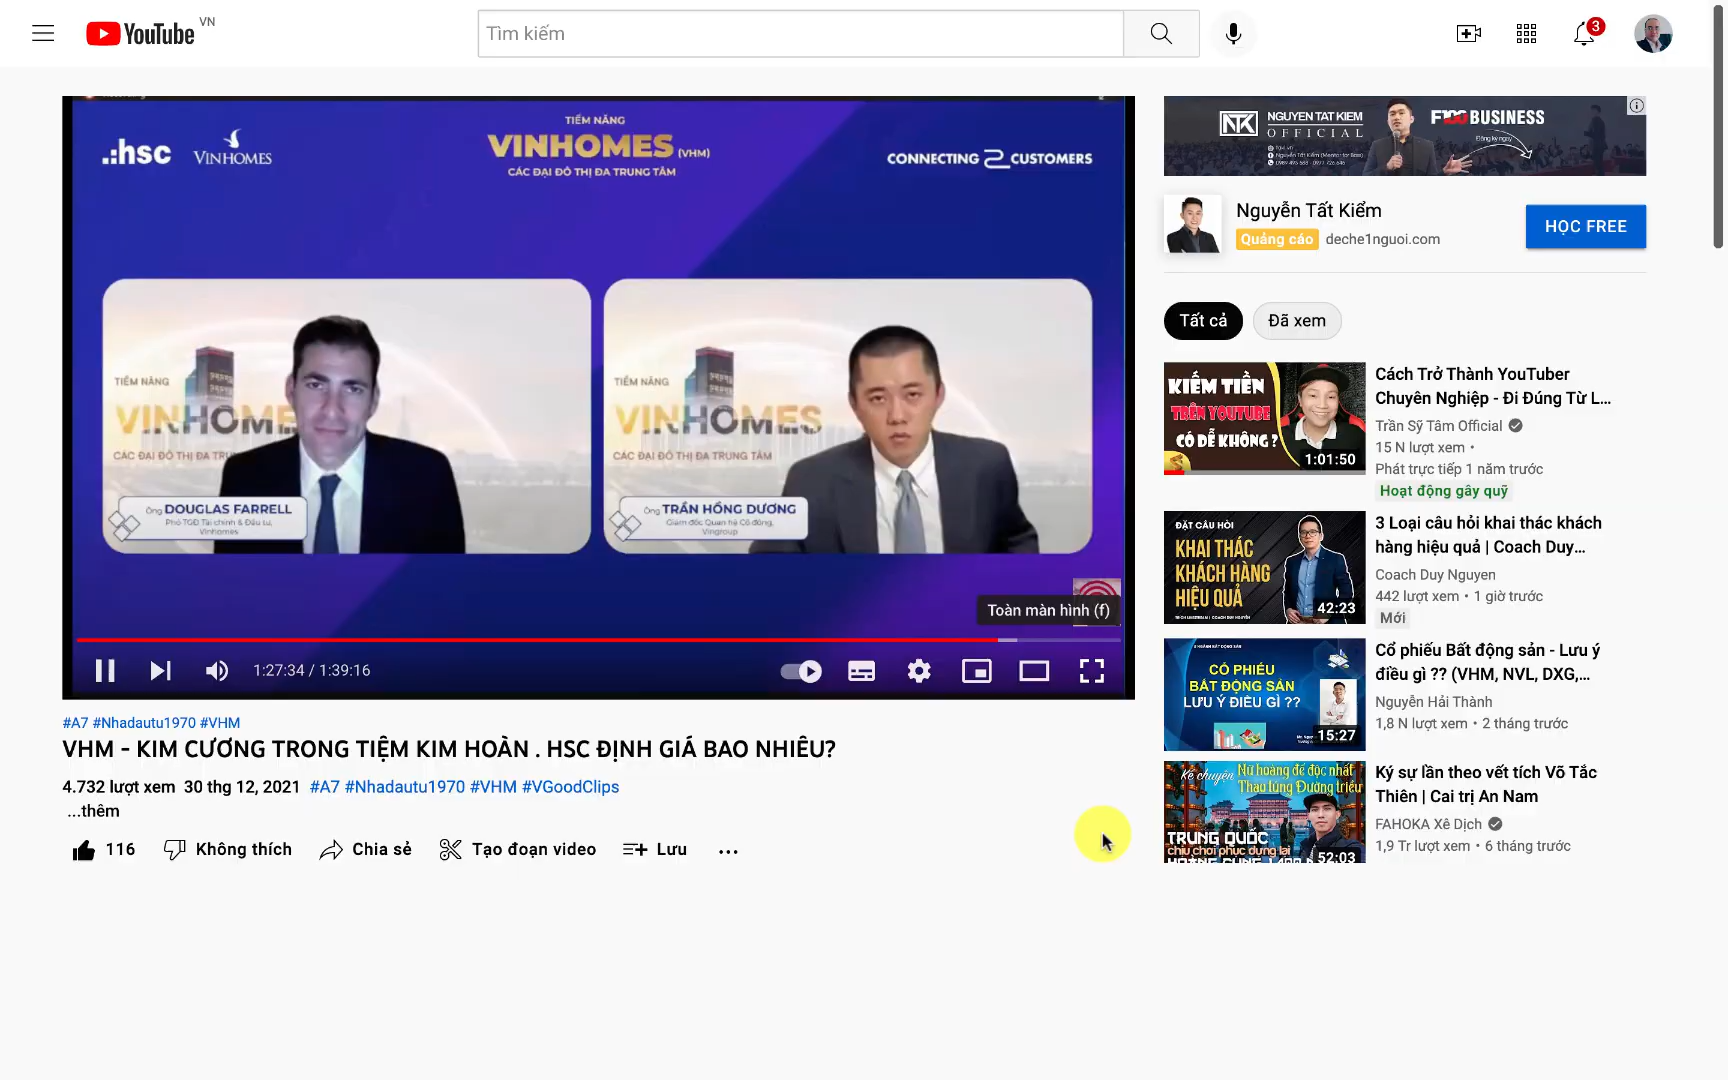 YouTube VN
Tìm kiếm
3
.:hsc VINHOMES
TIỀM NĂNG
VINHOMES (VHM)
CÁC ĐẠI ĐÔ THỊ ĐA TRUNG TÂM
CONNECTING 2 CUSTOMERS
TIỀM NĂNG
VINHOMES
CÁC ĐẠI ĐÔ THỊ ĐA TRUNG
Ông DOUGLAS FARRELL
Phó TGĐ Tài chính & Đầu tư,
Vinhomes
TIỀM NĂNG
VINHOMES
CÁC ĐẠI ĐÔ THỊ ĐA TRUNG TÂM
Ông TRẦN HỒNG DƯƠNG
Giám đốc Quan hệ Cổ đông,
Vingroup
Toàn màn hình (f)
1:27:34 / 1:39:16
#A7 #Nhadautu1970 #VHM
VHM - KIM CƯƠNG TRONG TIỆM KIM HOÀN . HSC ĐỊNH GIÁ BAO NHIÊU?
4.732 lượt xem 30 thg 12, 2021 #A7 #Nhadautu1970 #VHM #VGoodClips
...thêm
116 Không thích Chia sẻ Tạo đoạn video Lưu ...
NTK NGUYEN TAT KIEM
OFFICIAL
BUSINESS
Đăng ký ngay
Nguyễn Tất Kiểm
Quảng cáo deche1nguoi.com
HỌC FREE
Tất cả Đã xem
KIẾM TIỀN
TRÊN YOUTUBE
CÓ DỄ KHÔNG ?
1:01:50
Cách Trở Thành YouTuber
Chuyên Nghiệp - Đi Đúng Từ L...
Trần Sỹ Tâm Official
15 N lượt xem •
Phát trực tiếp 1 năm trước
Hoạt động gây quỹ
ĐẶT CÂU HỎI
KHAI THÁC
KHÁCH HÀNG
HIỆU QUẢ
42:23
3 Loại câu hỏi khai thác khách
hàng hiệu quả | Coach Duy...
Coach Duy Nguyen
442 lượt xem • 1 giờ trước
Mới
CỔ PHIẾU
BẤT ĐỘNG SẢN
LƯU Ý ĐIỀU GÌ ??
15:27
Cổ phiếu Bất động sản - Lưu ý
điều gì ?? (VHM, NVL, DXG,...
Nguyễn Hải Thành
1,8 N lượt xem • 2 tháng trước
Kể chuyện Nữ hoàng đế độc nhất
Thao túng Đường triều
TRUNG QUỐC
chịu chơi phục dựng lại
52:03
Ký sự lần theo vết tích Võ Tắc
Thiên | Cai trị An Nam
FAHOKA Xê Dịch
1,9 Tr lượt xem • 6 tháng trước